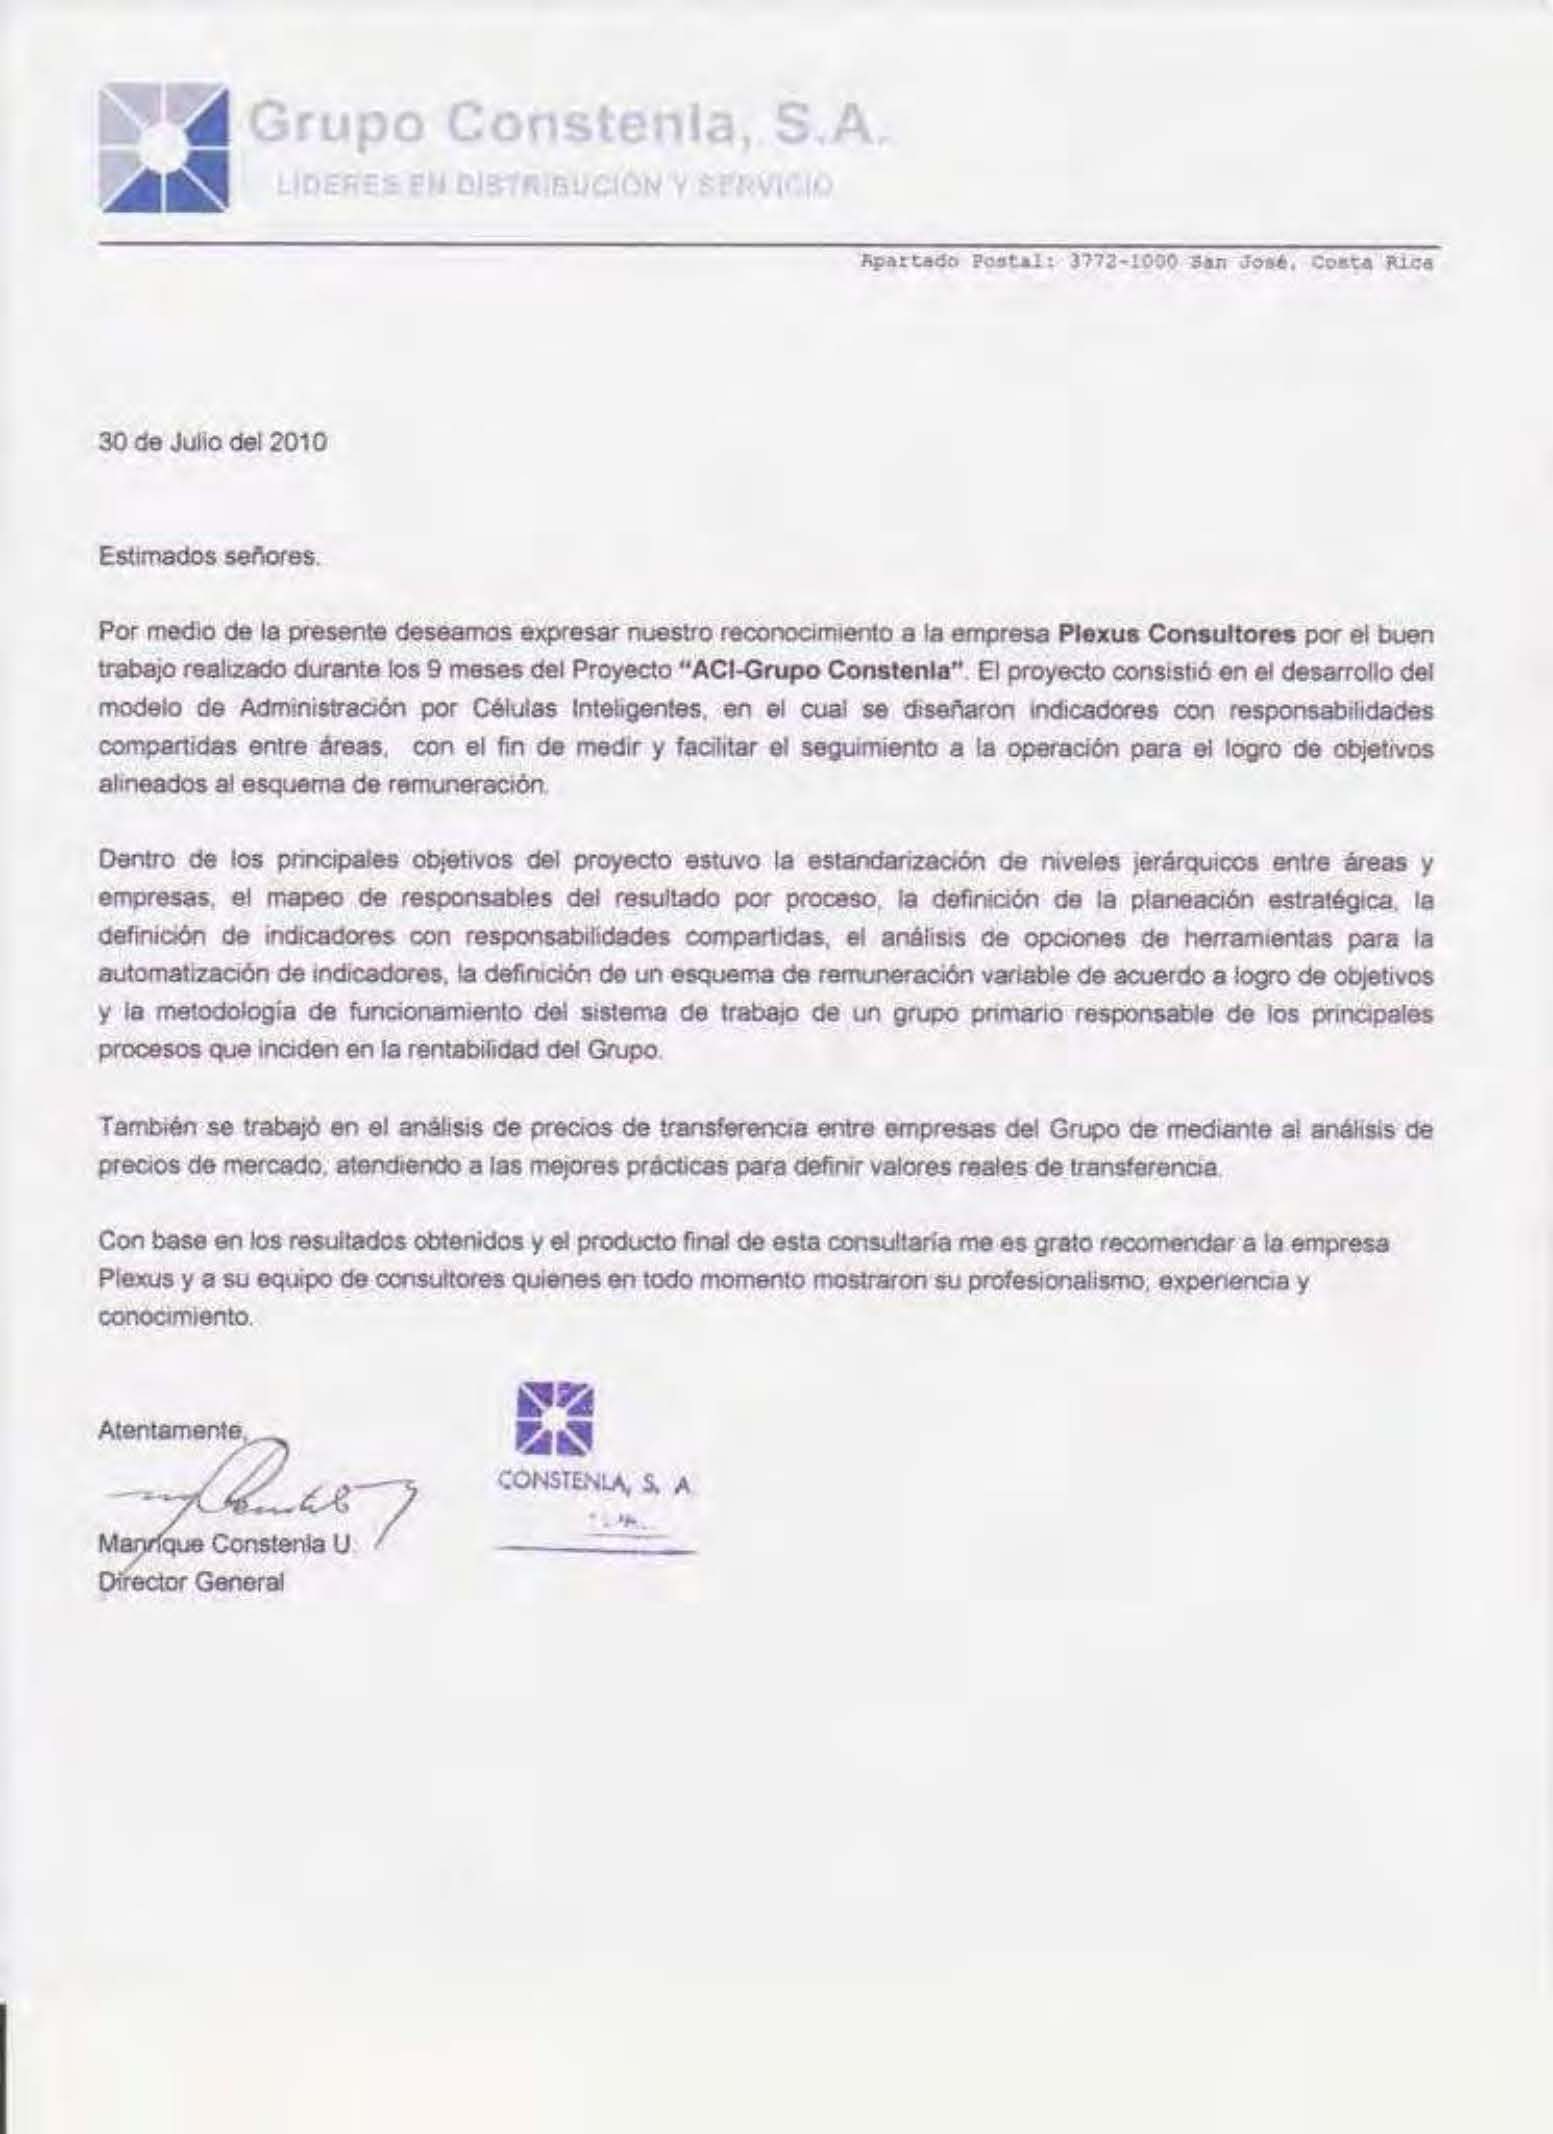 Grupo Constenla, S.A.
LIDERES EN DISTRIBUCIÓN Y SERVICIO
Apartado Postal: 3772-1000 San José, Costa Rica
30 de Julio del 2010
Estimados señores.
Por medio de la presente deseamos expresar nuestro reconocimiento a la empresa Plexus Consultores por el buen
trabajo realizado durante los 9 meses del Proyecto “ACI-Grupo Constenla”. El proyecto consistió en el desarrollo del
modelo de Administración por Células Inteligentes, en el cual se diseñaron indicadores con responsabilidades
compartidas entre áreas, con el fin de medir y facilitar el seguimiento a la operación para el logro de objetivos
alineados al esquema de remuneración.
Dentro de los principales objetivos del proyecto estuvo la estandarización de niveles jerárquicos entre áreas y
empresas, el mapeo de responsables del resultado por proceso, la definición de la planeación estratégica, la
definición de indicadores con responsabilidades compartidas, el análisis de opciones de herramientas para la
automatización de indicadores, la definición de un esquema de remuneración variable de acuerdo a logro de objetivos
y la metodología de funcionamiento del sistema de trabajo de un grupo primario responsable de los principales
procesos que inciden en la rentabilidad del Grupo.
También se trabajó en el análisis de precios de transferencia entre empresas del Grupo de mediante al análisis de
precios de mercado, atendiendo a las mejores prácticas para definir valores reales de transferencia.
Con base en los resultados obtenidos y el producto final de esta consultaría me es grato recomendar a la empresa
Plexus y a su equipo de consultores quienes en todo momento mostraron su profesionalismo, experiencia y
conocimiento.
Atentamente,
CONSTENLA, S. A.
Manrique Constenla U.
Director General